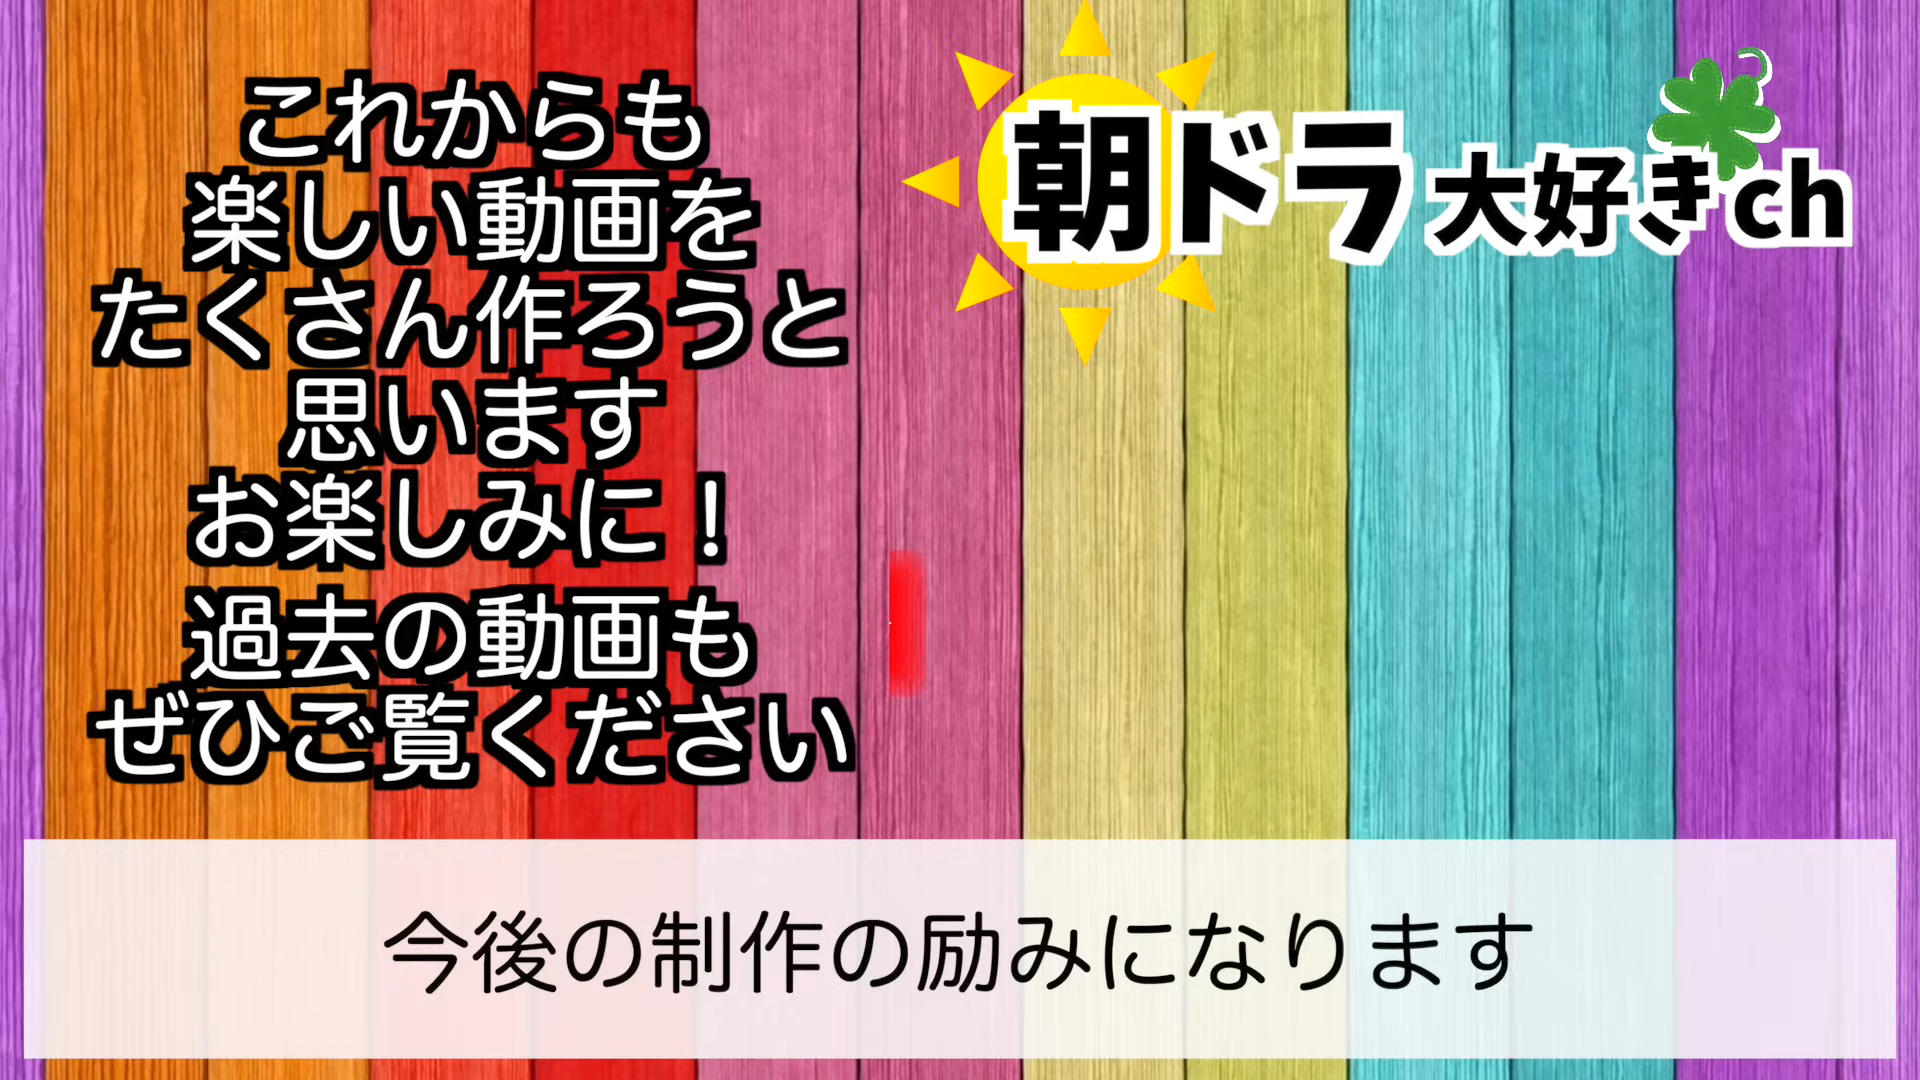 これからも
楽しい動画を
たくさん作ろうと
思います
お楽しみに！
過去の動画も
ぜひご覧ください
朝ドラ大好きch
今後の制作の励みになります